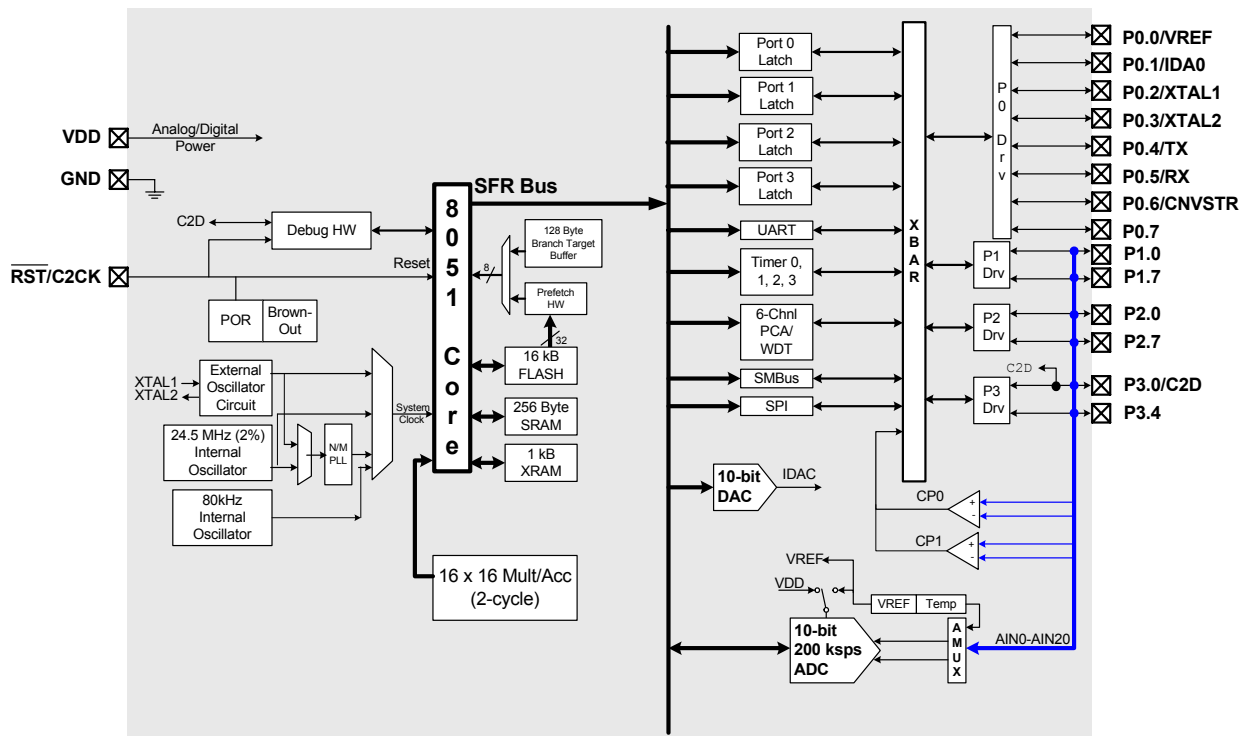 VDD
Analog/Digital
Power
GND
C2D
Debug HW
RST/C2CK
Reset
POR
Brown-
Out
XTAL1
XTAL2
External
Oscillator
Circuit
24.5 MHz (2%)
Internal
Oscillator
N/M
PLL
80kHz
Internal
Oscillator
System
Clock
8051 Core
SFR Bus
128 Byte
Branch Target
Buffer
8
Prefetch
HW
32
16 kB
FLASH
256 Byte
SRAM
1 kB
XRAM
16 x 16 Mult/Acc
(2-cycle)
Port 0
Latch
Port 1
Latch
Port 2
Latch
Port 3
Latch
UART
Timer 0,
1, 2, 3
6-Chnl
PCA/
WDT
SMBus
SPI
10-bit
DAC
IDAC
XBAR
P0 Drv
P1
Drv
P2
Drv
P3
Drv
C2D
P0.0/VREF
P0.1/IDA0
P0.2/XTAL1
P0.3/XTAL2
P0.4/TX
P0.5/RX
P0.6/CNVSTR
P0.7
P1.0
P1.7
P2.0
P2.7
P3.0/C2D
P3.4
CP0
+
-
CP1
+
-
VREF
VDD
VREF
Temp
10-bit
200 ksps
ADC
AMUX
AIN0-AIN20